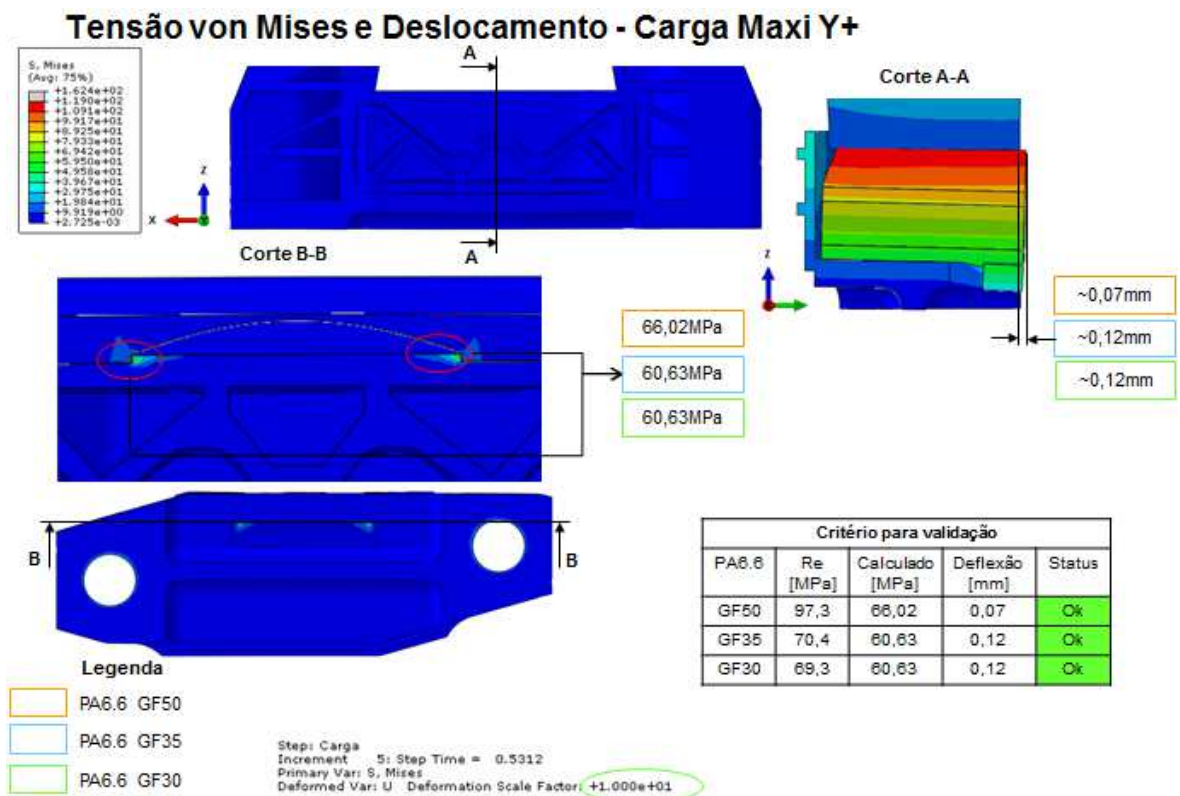 Tensão von Mises e Deslocamento - Carga Maxi Y+
S, Mises
(Avg: 75%)
+1.624e+02
+1.190e+02
+1.091e+02
+9.917e+01
+8.925e+01
+7.933e+01
+6.942e+01
+5.950e+01
+4.958e+01
+3.967e+01
+2.975e+01
+1.984e+01
+9.919e+00
+2.725e-03
A
A
Z
X
Y
Corte A-A
z
~0,07mm
~0,12mm
~0,12mm
Corte B-B
66,02MPa
60,63MPa
60,63MPa
B
B
Critério para validação
PA6.6 Re [MPa] Calculado [MPa] Deflexão [mm] Status
GF50 97,3 66,02 0,07 Ok
GF35 70,4 60,63 0,12 Ok
GF30 69,3 60,63 0,12 Ok
Legenda
PA6.6 GF50
PA6.6 GF35
PA6.6 GF30
Step: Carga
Increment 5: Step Time = 0.5312
Primary Var: S, Mises
Deformed Var: U Deformation Scale Factor: +1.000e+01